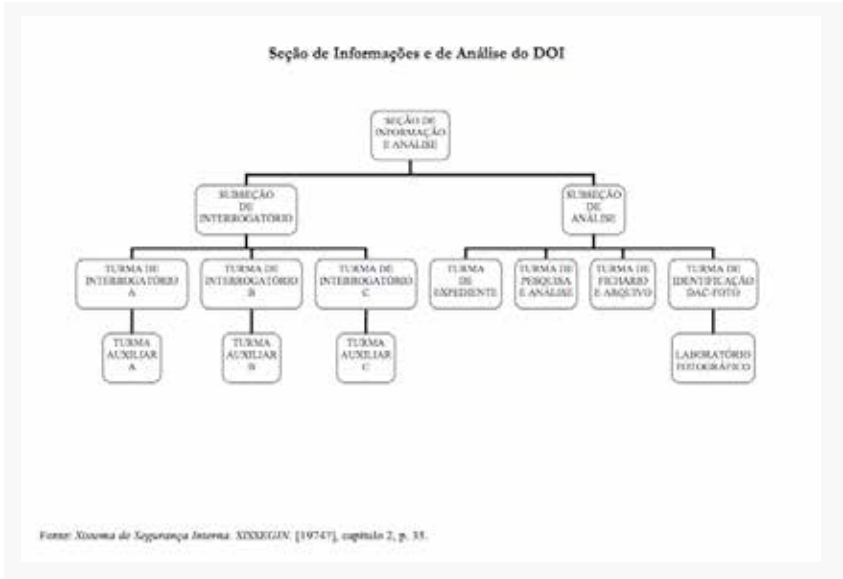 Seção de Informações e de Análise do DOI
SEÇÃO DE
INFORMAÇÃO
E ANÁLISE
SUBSEÇÃO
DE
INTERROGATÓRIO
SUBSEÇÃO
DE
ANÁLISE
TURMA DE
INTERROGATÓRIO
A
TURMA DE
INTERROGATÓRIO
B
TURMA DE
INTERROGATÓRIO
C
TURMA
DE
EXPEDIENTE
TURMA DE
PESQUISA
E ANÁLISE
TURMA DE
FICHÁRIO
E ARQUIVO
TURMA DE
IDENTIFICAÇÃO
DAC-FOTO
TURMA
AUXILIAR
A
TURMA
AUXILIAR
B
TURMA
AUXILIAR
C
LABORATÓRIO
FOTOGRÁFICO
Fonte: Sistema de Segurança Interna. SISSEGIN. [1974?], capítulo 2, p. 35.